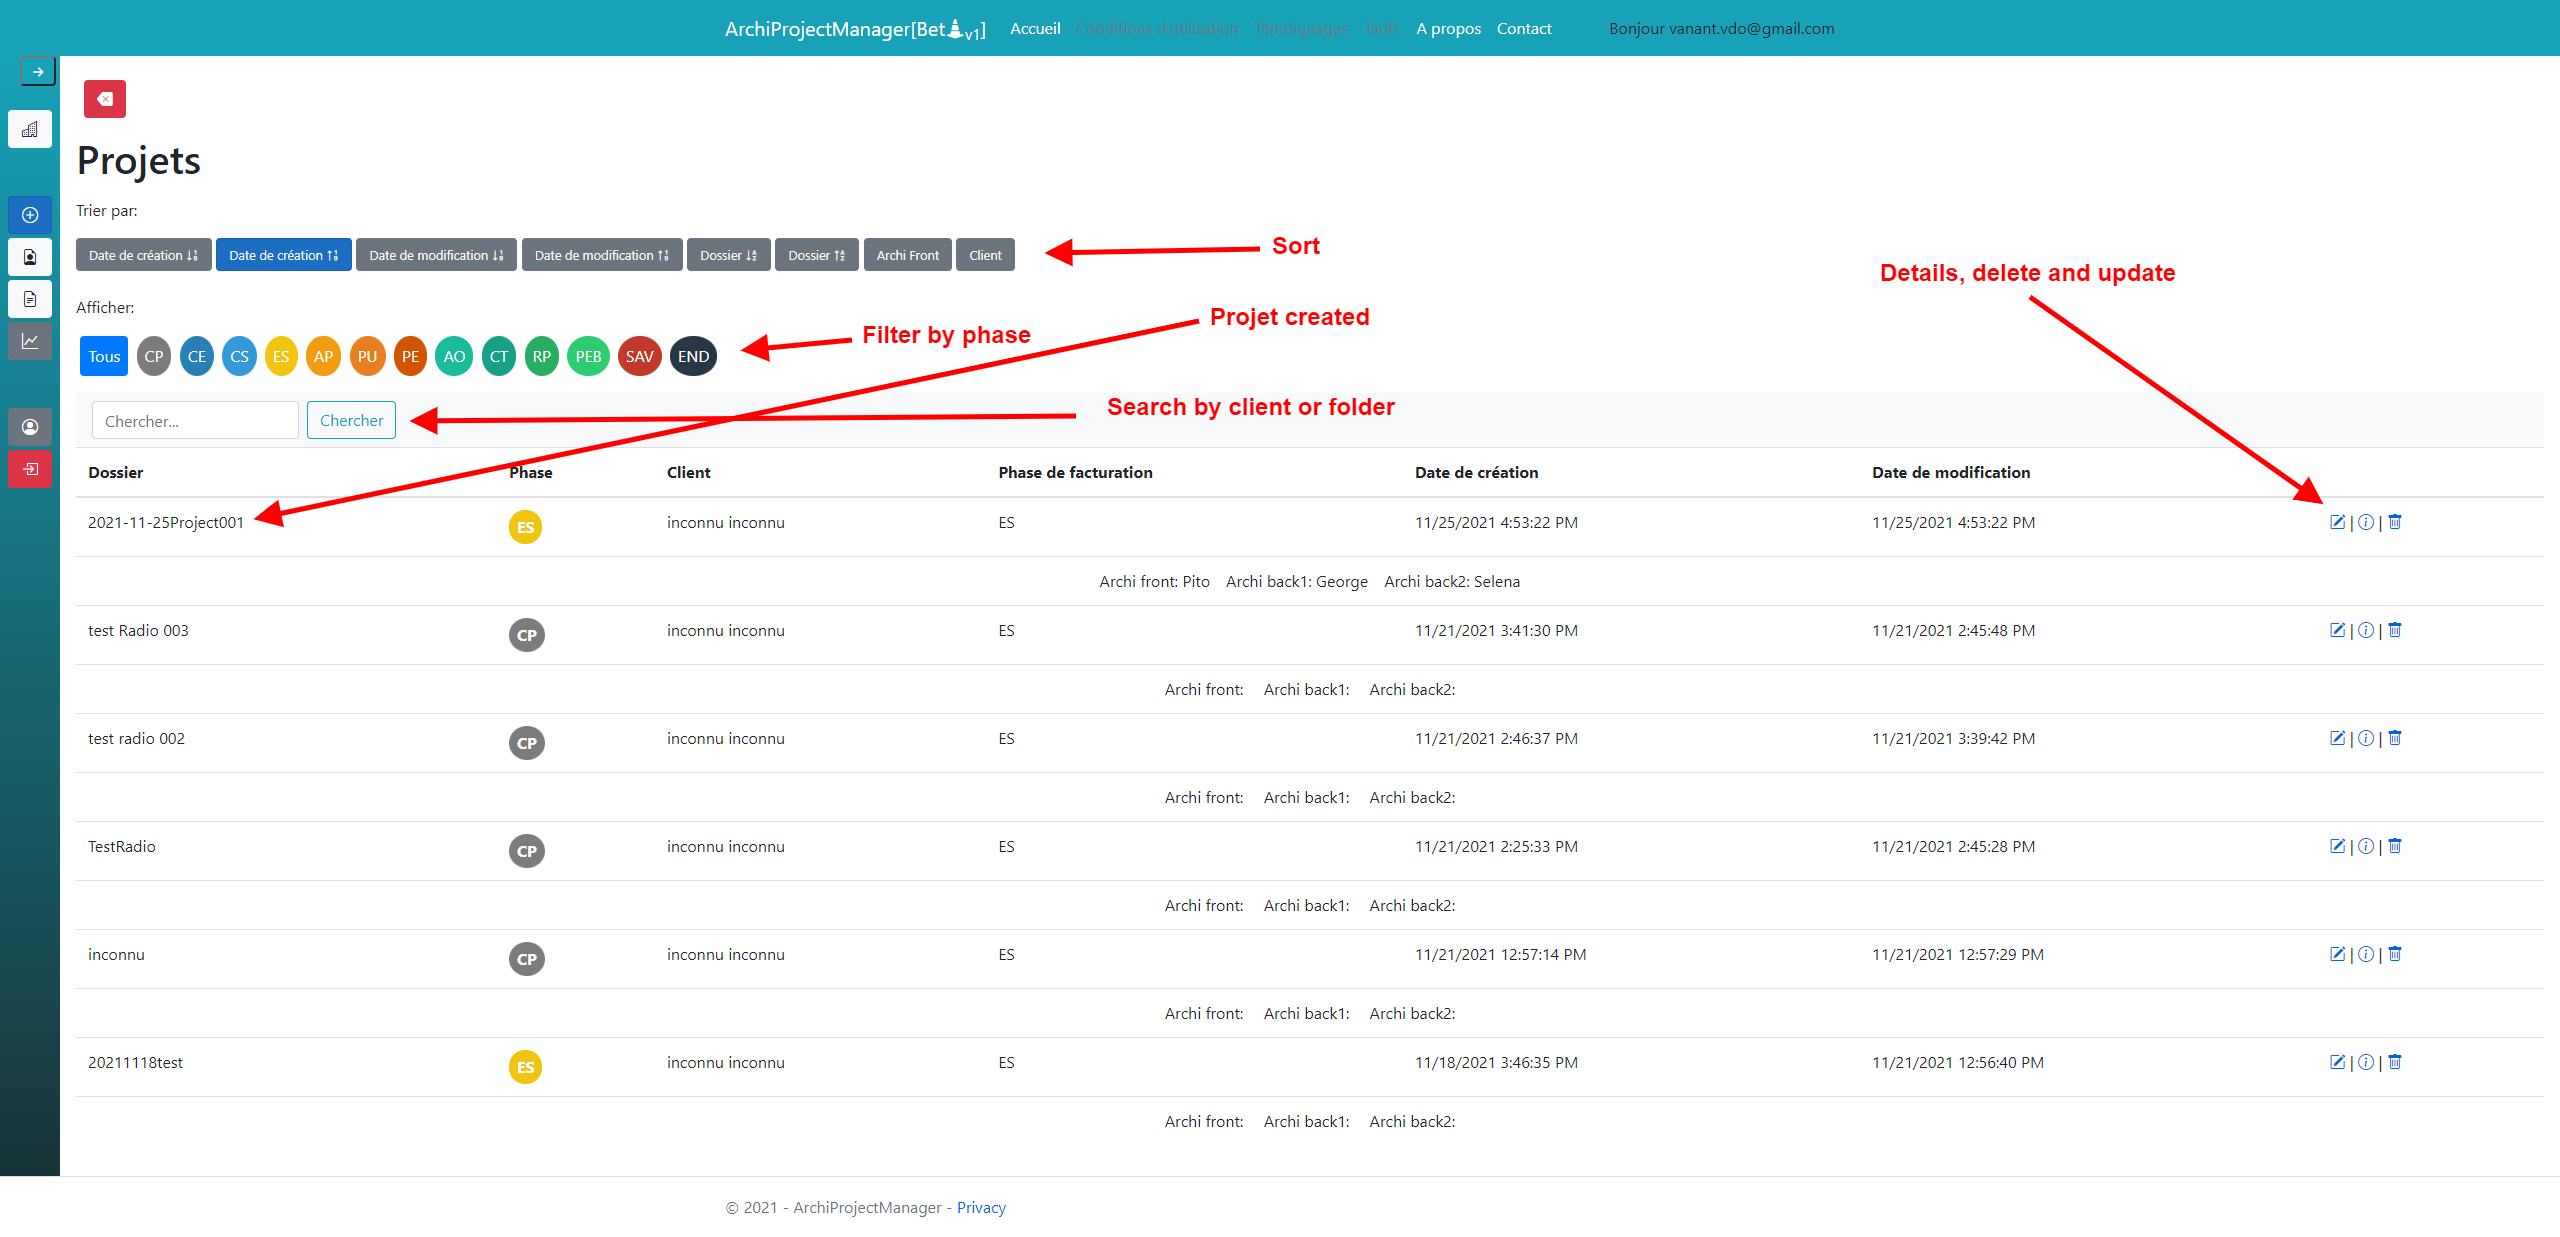 ArchiProjectManager[Bet v1] Accueil Conditions d'utilisation Témoignages Tarifs A propos Contact Bonjour vanant.vdo@gmail.com
Projets
Trier par:
Date de création Date de création Date de modification Date de modification Dossier Dossier Archi Front Client
Sort
Details, delete and update
Afficher:
Projet created
Filter by phase
Tous CP CE CS ES AP PU PE AO CT RP PEB SAV END
Search by client or folder
Chercher... Chercher
Dossier Phase Client Phase de facturation Date de création Date de modification
2021-11-25Project001 ES inconnu inconnu ES 11/25/2021 4:53:22 PM 11/25/2021 4:53:22 PM | |
Archi front: Pito Archi back1: George Archi back2: Selena
test Radio 003 CP inconnu inconnu ES 11/21/2021 3:41:30 PM 11/21/2021 2:45:48 PM | |
Archi front: Archi back1: Archi back2:
test radio 002 CP inconnu inconnu ES 11/21/2021 2:46:37 PM 11/21/2021 3:39:42 PM | |
Archi front: Archi back1: Archi back2:
TestRadio CP inconnu inconnu ES 11/21/2021 2:25:33 PM 11/21/2021 2:45:28 PM | |
Archi front: Archi back1: Archi back2:
inconnu CP inconnu inconnu ES 11/21/2021 12:57:14 PM 11/21/2021 12:57:29 PM | |
Archi front: Archi back1: Archi back2:
20211118test ES inconnu inconnu ES 11/18/2021 3:46:35 PM 11/21/2021 12:56:40 PM | |
Archi front: Archi back1: Archi back2:
© 2021 - ArchiProjectManager - Privacy